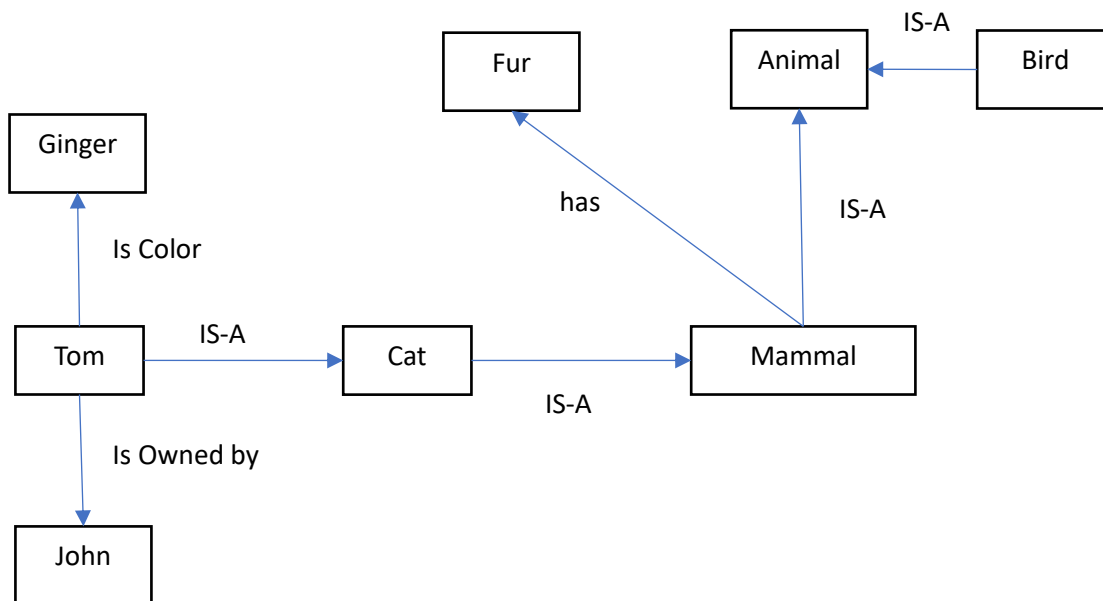 IS-A
Fur
Animal
Bird
Ginger
has
IS-A
Is Color
IS-A
Tom
Cat
Mammal
IS-A
Is Owned by
John